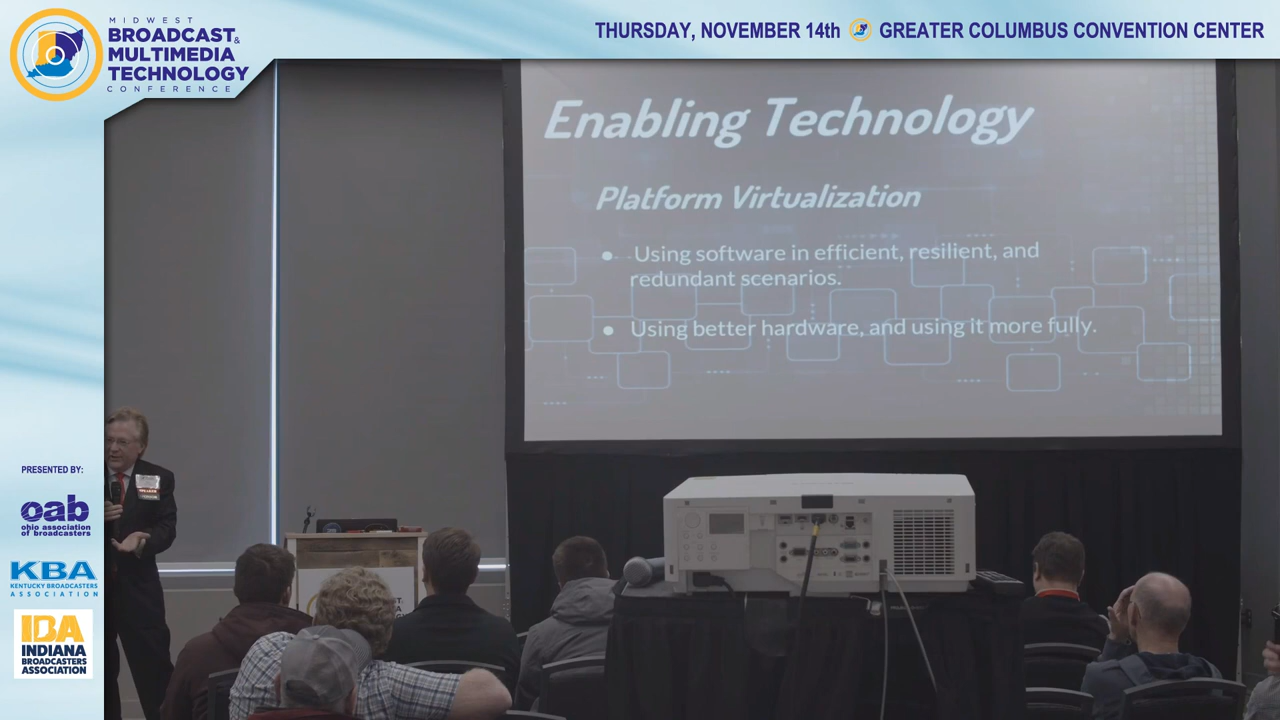 MIDWEST
BROADCAST&
MULTIMEDIA
TECHNOLOGY
CONFERENCE
THURSDAY, NOVEMBER 14th
GREATER COLUMBUS CONVENTION CENTER
Enabling Technology
Platform Virtualization
● Using software in efficient, resilient, and
redundant scenarios.
● Using better hardware, and using it more fully.
PRESENTED BY:
oab
ohio association
of broadcasters
KBA
KENTUCKY BROADCASTERS
ASSOCIATION
IBA
INDIANA
BROADCASTERS
ASSOCIATION